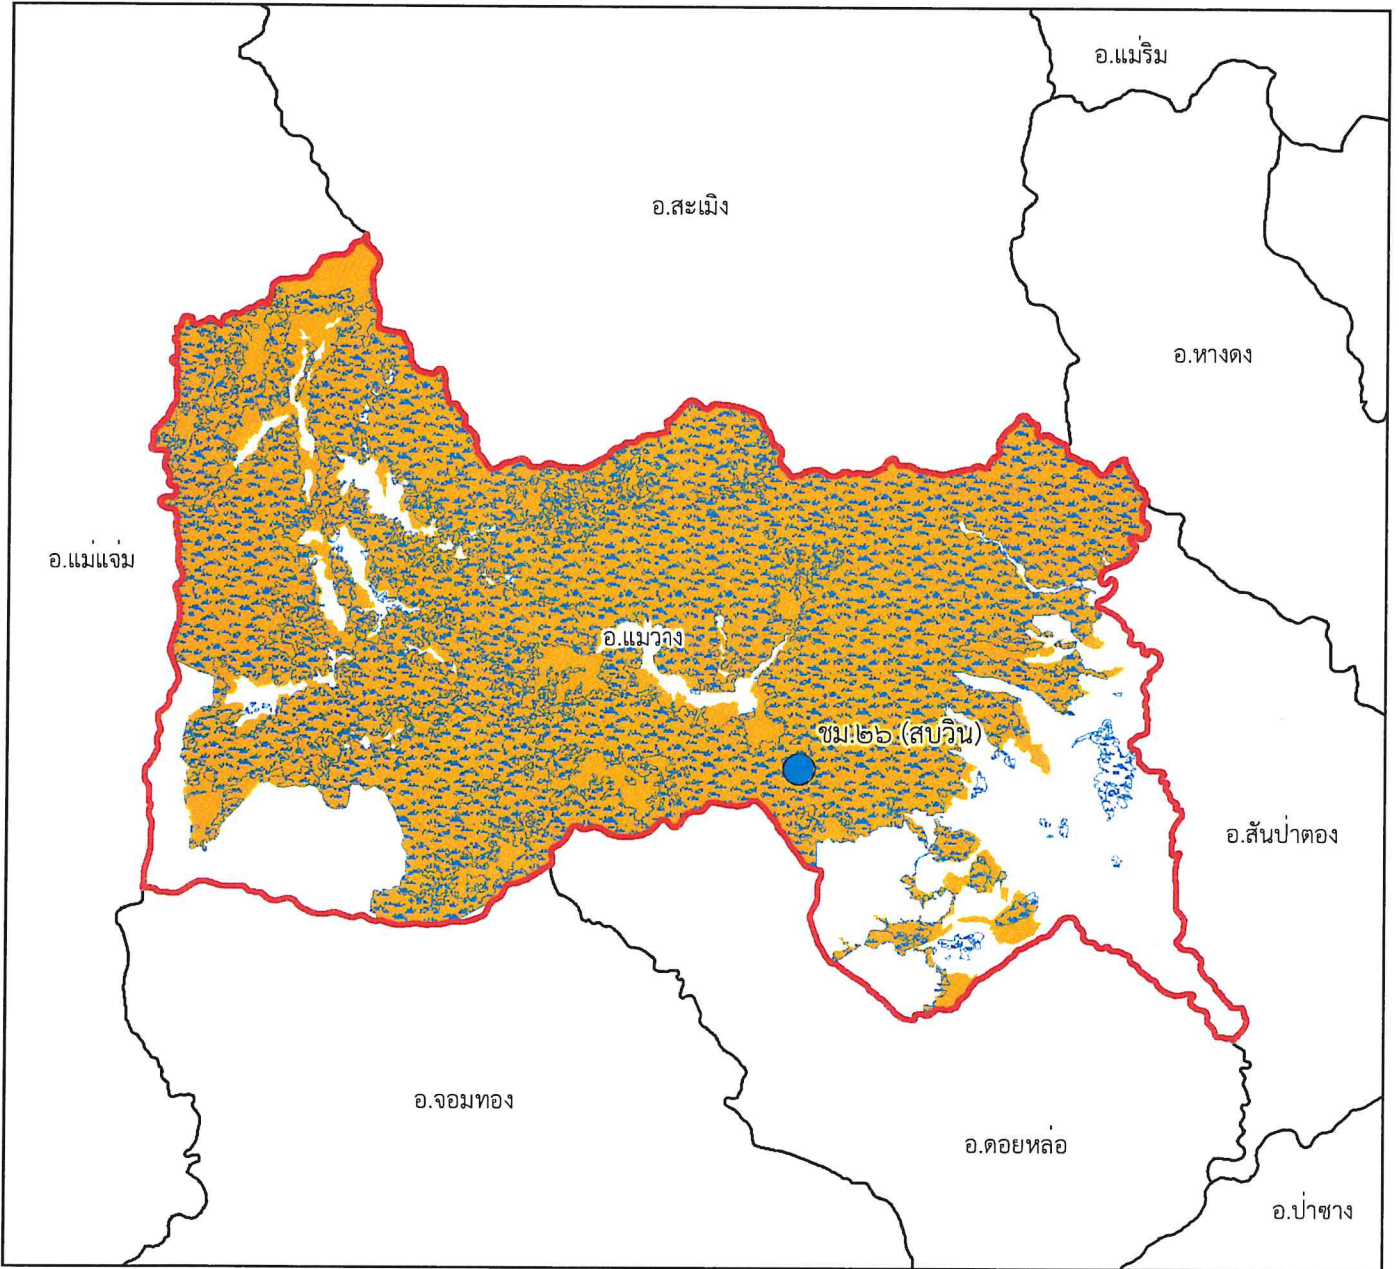 อ.แม่ริม
อ.สะเมิง
อ.หางดง
อ.แม่แจ่ม
อ.แมวาง
ชม.๒๖ (สบวิน)
อ.สันป่าตอง
อ.จอมทอง
อ.ดอยหล่อ
อ.ป่าซาง